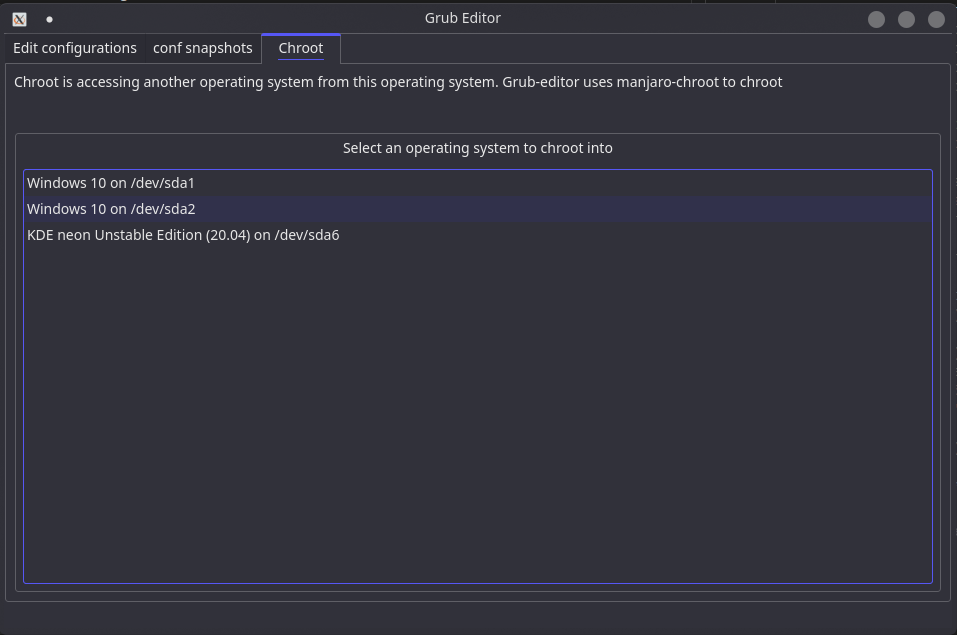 Grub Editor
Edit configurations
conf snapshots
Chroot
Chroot is accessing another operating system from this operating system. Grub-editor uses manjaro-chroot to chroot
Select an operating system to chroot into
Windows 10 on /dev/sda1
Windows 10 on /dev/sda2
KDE neon Unstable Edition (20.04) on /dev/sda6